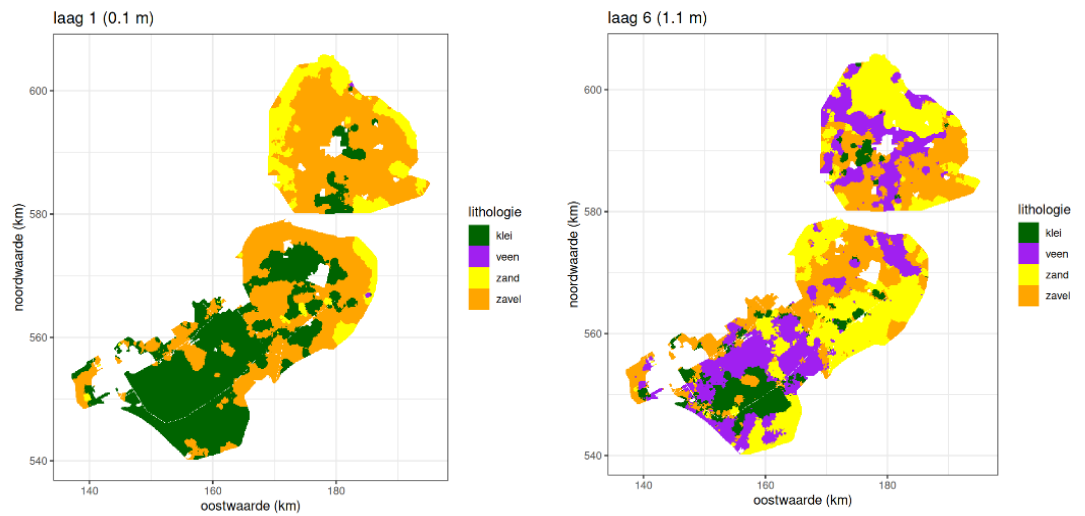 laag 1 (0.1 m)
600
580
560
540
noordwaarde (km)
140
160
180
oostwaarde (km)
lithologie
klei
veen
zand
zavel
laag 6 (1.1 m)
600
580
560
540
noordwaarde (km)
140
160
180
oostwaarde (km)
lithologie
klei
veen
zand
zavel